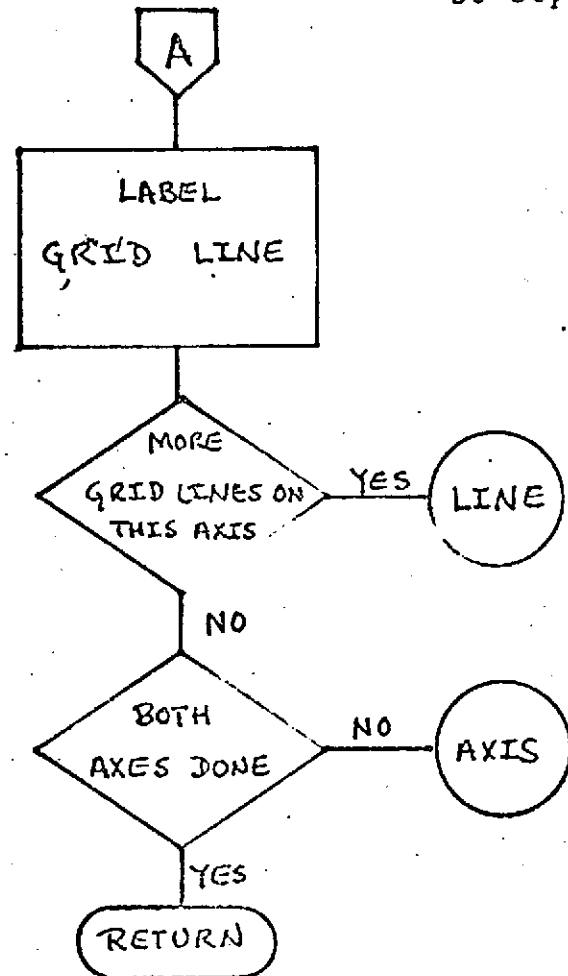 A
LABEL
GRID LINE
MORE
GRID LINES ON
THIS AXIS
YES
LINE
NO
BOTH
AXES DONE
NO
AXIS
YES
RETURN